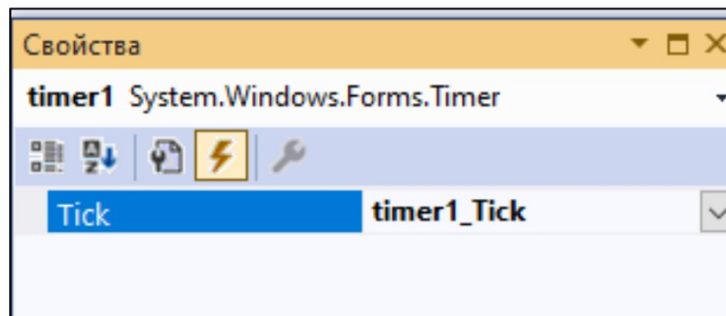 Свойства
timer1 System.Windows.Forms.Timer
Tick timer1_Tick